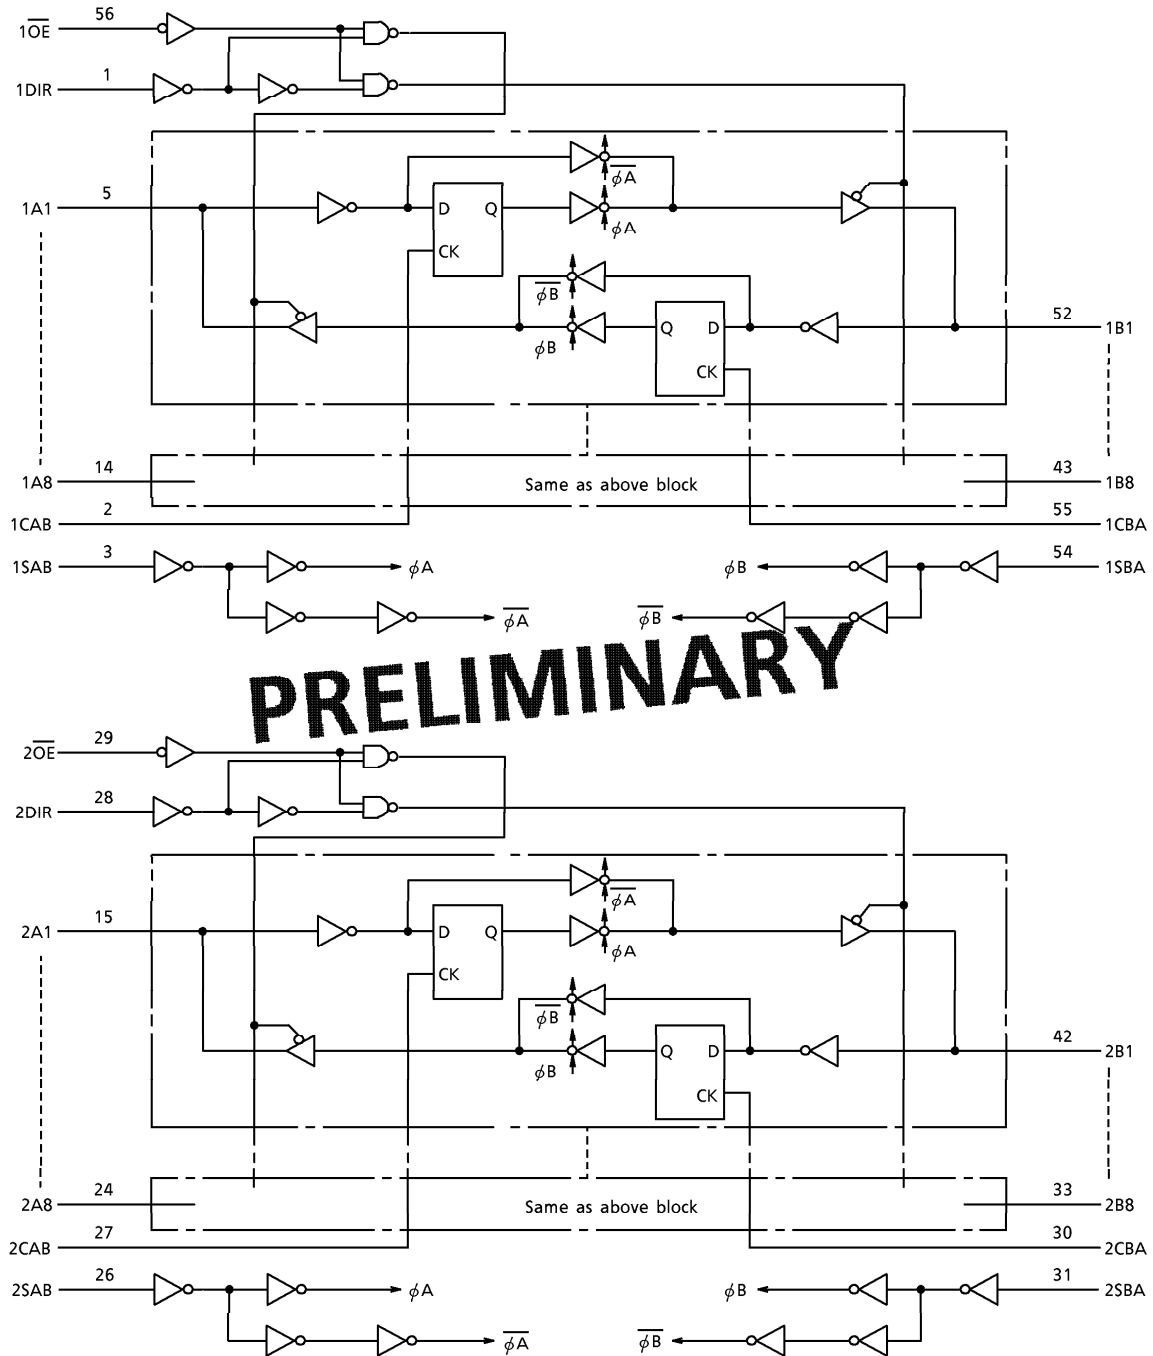 1OE 56
1DIR 1
φA
1A1 5
D Q
φA
CK
φB
52 1B1
φB
Q D
CK
1A8 14
Same as above block
43 1B8
1CAB 2
55 1CBA
1SAB 3
φA
φB
54 1SBA
φA
φB
PRELIMINARY
2OE 29
2DIR 28
φA
2A1 15
D Q
φA
CK
φB
42 2B1
φB
Q D
CK
2A8 24
Same as above block
33 2B8
2CAB 27
30 2CBA
2SAB 26
φA
φB
31 2SBA
φA
φB